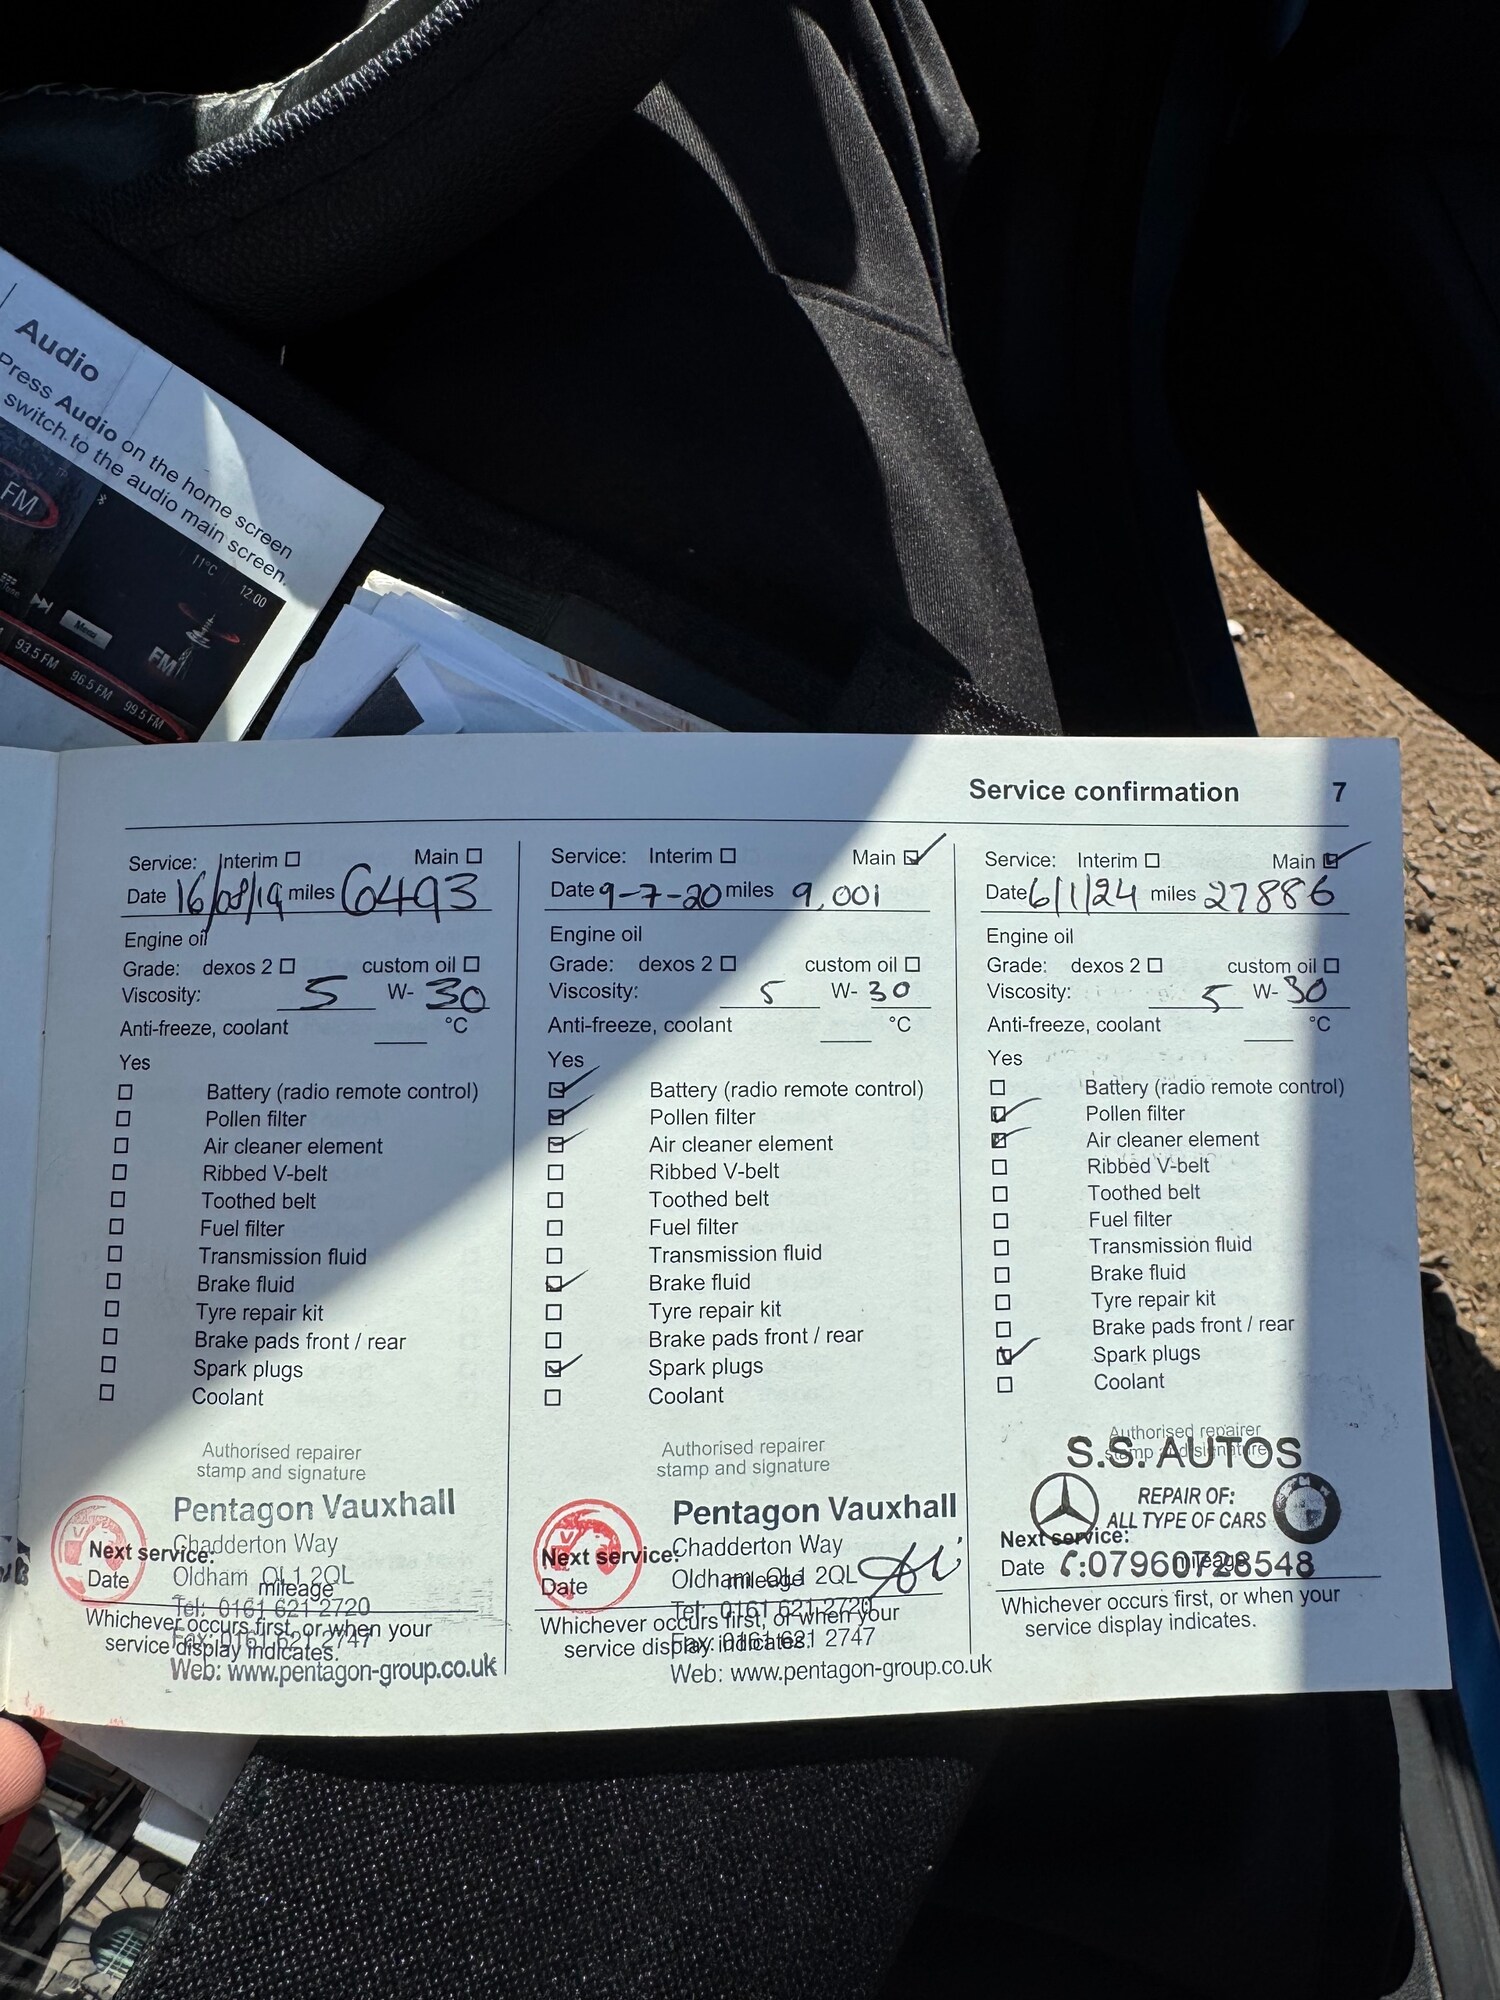 Audio
Press Audio on the home screen
switch to the audio main screen.
FM
11°C
12.00
Menu
FM
93.5 FM
96.5 FM
99.5 FM
Service confirmation 7
Service: Interim Main
Date 16/08/19 miles 6493
Engine oil
Grade: dexos 2 custom oil
Viscosity: 5 W- 30
Anti-freeze, coolant °C
Yes
Battery (radio remote control)
Pollen filter
Air cleaner element
Ribbed V-belt
Toothed belt
Fuel filter
Transmission fluid
Brake fluid
Tyre repair kit
Brake pads front / rear
Spark plugs
Coolant
Authorised repairer
stamp and signature
Pentagon Vauxhall
Chadderton Way
Oldham OL1 2QL
Tel: 0161 621 2720
Fax: 0161 621 2747
Web: www.pentagon-group.co.uk
Next service:
Date mileage
Whichever occurs first, or when your
service display indicates.
Service: Interim Main
Date 9-7-20 miles 9,001
Engine oil
Grade: dexos 2 custom oil
Viscosity: 5 W- 30
Anti-freeze, coolant °C
Yes
Battery (radio remote control)
Pollen filter
Air cleaner element
Ribbed V-belt
Toothed belt
Fuel filter
Transmission fluid
Brake fluid
Tyre repair kit
Brake pads front / rear
Spark plugs
Coolant
Authorised repairer
stamp and signature
Pentagon Vauxhall
Chadderton Way
Oldham OL1 2QL
Tel: 0161 621 2720
Fax: 0161 621 2747
Web: www.pentagon-group.co.uk
Next service:
Date mileage
Whichever occurs first, or when your
service display indicates.
Service: Interim Main
Date 6/1/24 miles 27886
Engine oil
Grade: dexos 2 custom oil
Viscosity: 5 W- 30
Anti-freeze, coolant °C
Yes
Battery (radio remote control)
Pollen filter
Air cleaner element
Ribbed V-belt
Toothed belt
Fuel filter
Transmission fluid
Brake fluid
Tyre repair kit
Brake pads front / rear
Spark plugs
Coolant
Authorised repairer
stamp and signature
S.S. AUTOS
REPAIR OF:
ALL TYPE OF CARS
BMW
:07960728548
Next service:
Date mileage
Whichever occurs first, or when your
service display indicates.